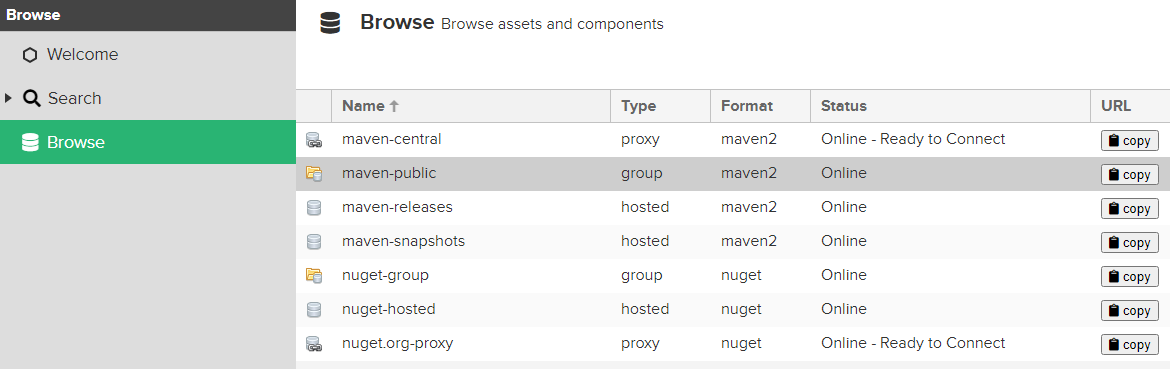 Browse
Welcome
Search
Browse
Browse Browse assets and components
Name Type Format Status URL
maven-central proxy maven2 Online - Ready to Connect copy
maven-public group maven2 Online copy
maven-releases hosted maven2 Online copy
maven-snapshots hosted maven2 Online copy
nuget-group group nuget Online copy
nuget-hosted hosted nuget Online copy
nuget.org-proxy proxy nuget Online - Ready to Connect copy